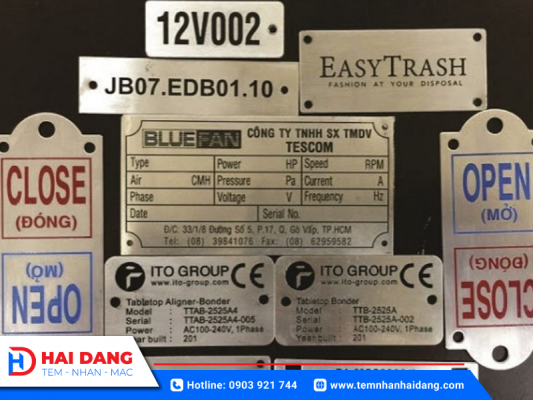 12V002
JB07.EDB01.10
EASYTRASH
FASHION AT YOUR DISPOSAL
CLOSE
(ĐÓNG)
OPEN
(MỞ)
BLUEFAN
CÔNG TY TNHH SX TMDV
TESCOM
Type
Power
HP
Speed
RPM
Air
CMH
Pressure
Pa
Current
A
Phase
Voltage
V
Frequency
Hz
Date
Serial No.
Đ/C: 33/1/8 Đường Số 5, P.17, Q, Gò Vấp, TP.HCM
Tel: (08) 39841076 Fax: (08) 62959582
OPEN
(MỞ)
CLOSE
(ĐÓNG)
ITO GROUP CE
www.ito-group.com
Tabletop Aligner-Bonder
Model : TTAB-2525A4
Serial : TTAB-2525A4-005
Power : AC100-240V, 1Phase
Year built : 201
ITO GROUP CE
www.ito-group.com
Tabletop Bonder
Model : TTB-2525A
Serial : TTB-2525A-002
Power : AC100-240V, 1Phase
Year built : 201
HAI DANG
TEM - NHAN - MAC
Hotline: 0903 921 744
www.temnhanhaidang.com